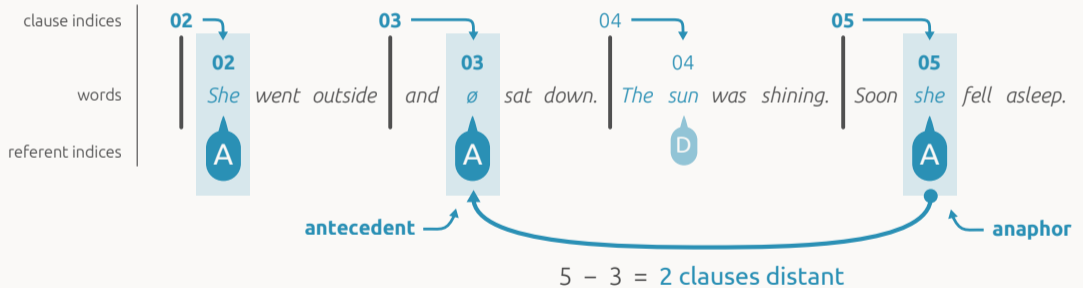 clause indices 02 03 04 05
02 03 04 05
words She went outside and ø sat down. The sun was shining. Soon she fell asleep.
referent indices A A D A
antecedent anaphor
5 – 3 = 2 clauses distant